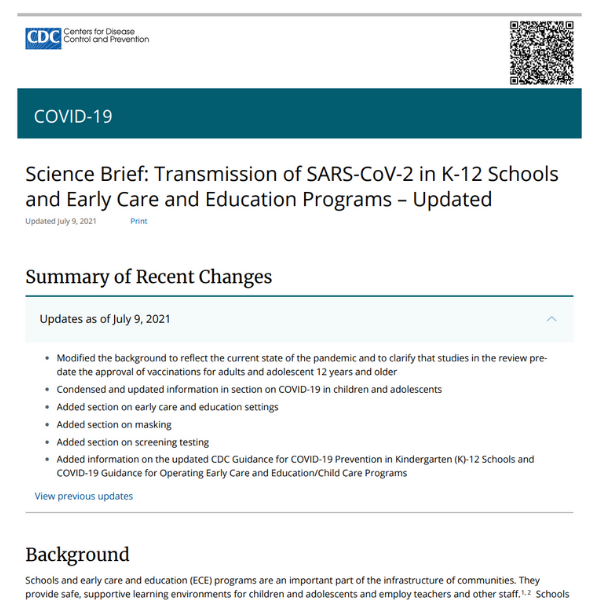 CDC Centers for Disease
Control and Prevention
COVID-19
Science Brief: Transmission of SARS-CoV-2 in K-12 Schools
and Early Care and Education Programs – Updated
Updated July 9, 2021 Print
Summary of Recent Changes
Updates as of July 9, 2021
• Modified the background to reflect the current state of the pandemic and to clarify that studies in the review pre-
date the approval of vaccinations for adults and adolescent 12 years and older
• Condensed and updated information in section on COVID-19 in children and adolescents
• Added section on early care and education settings
• Added section on masking
• Added section on screening testing
• Added information on the updated CDC Guidance for COVID-19 Prevention in Kindergarten (K)-12 Schools and
COVID-19 Guidance for Operating Early Care and Education/Child Care Programs
View previous updates
Background
Schools and early care and education (ECE) programs are an important part of the infrastructure of communities. They
provide safe, supportive learning environments for children and adolescents and employ teachers and other staff.1, 2 Schools